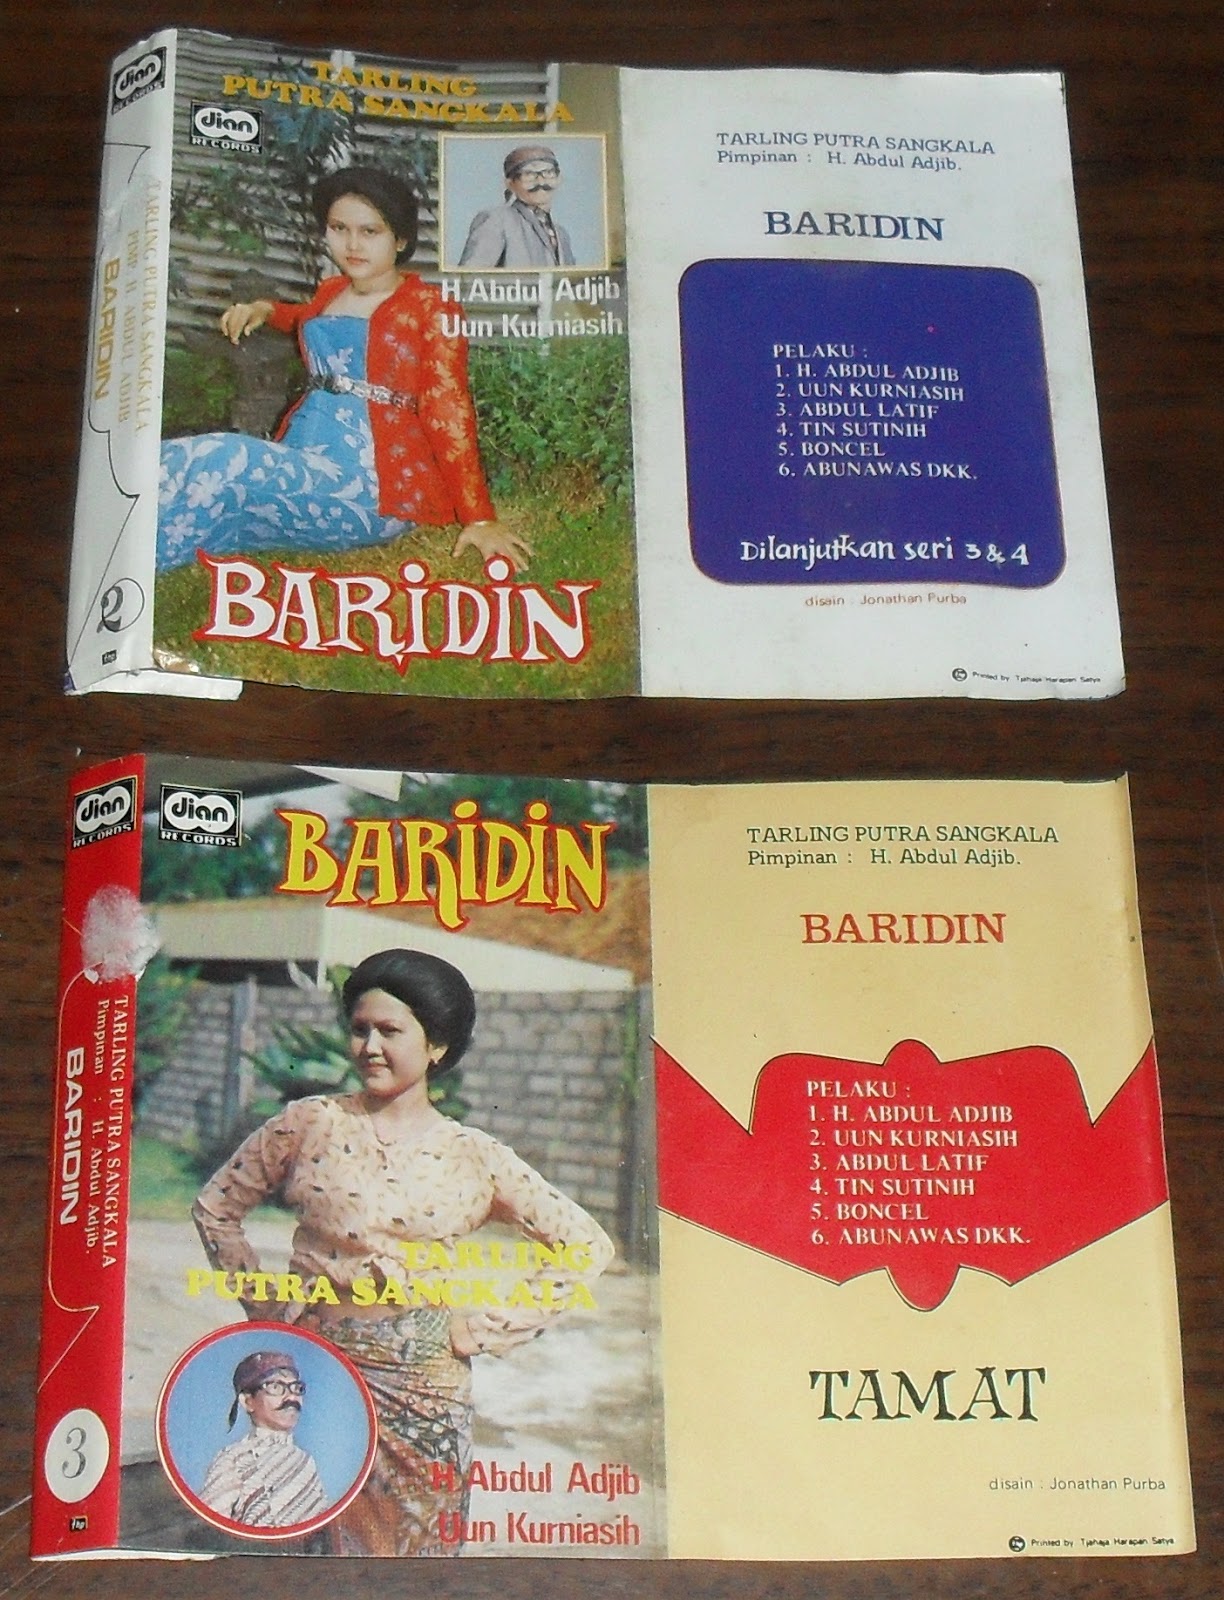 dian
RECORDS
TARLING PUTRA SANGKALA
PIMP. H. ABDUL ADJIB
BARIDIN
2
thp
TARLING
PUTRA SANGKALA
dian
RECORDS
H.Abdul Adjib
Uun Kurniasih
BARIDIN
TARLING PUTRA SANGKALA
Pimpinan : H. Abdul Adjib.
BARIDIN
PELAKU :
1. H. ABDUL ADJIB
2. UUN KURNIASIH
3. ABDUL LATIF
4. TIN SUTINIH
5. BONCEL
6. ABUNAWAS DKK.
Dilanjutkan seri 3 & 4
disain : Jonathan Purba
Printed by Tjahaja Harapan Satya
dian
RECORDS
TARLING PUTRA SANGKALA
Pimpinan : H. Abdul Adjib.
BARIDIN
3
thp
dian
RECORDS
BARIDIN
TARLING
PUTRA SANGKALA
H.Abdul Adjib
Uun Kurniasih
TARLING PUTRA SANGKALA
Pimpinan : H. Abdul Adjib.
BARIDIN
PELAKU :
1. H. ABDUL ADJIB
2. UUN KURNIASIH
3. ABDUL LATIF
4. TIN SUTINIH
5. BONCEL
6. ABUNAWAS DKK.
TAMAT
disain : Jonathan Purba
Printed by Tjahaja Harapan Satya